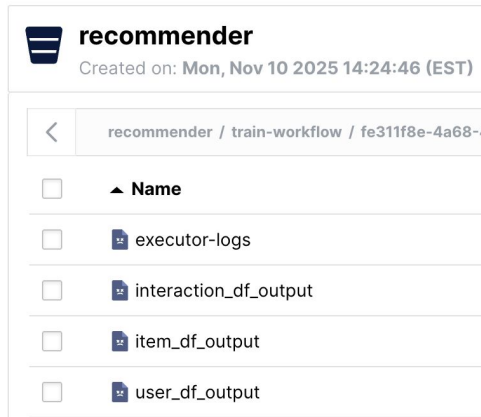 recommender
Created on: Mon, Nov 10 2025 14:24:46 (EST)
recommender / train-workflow / fe311f8e-4a68-
Name
executor-logs
interaction_df_output
item_df_output
user_df_output